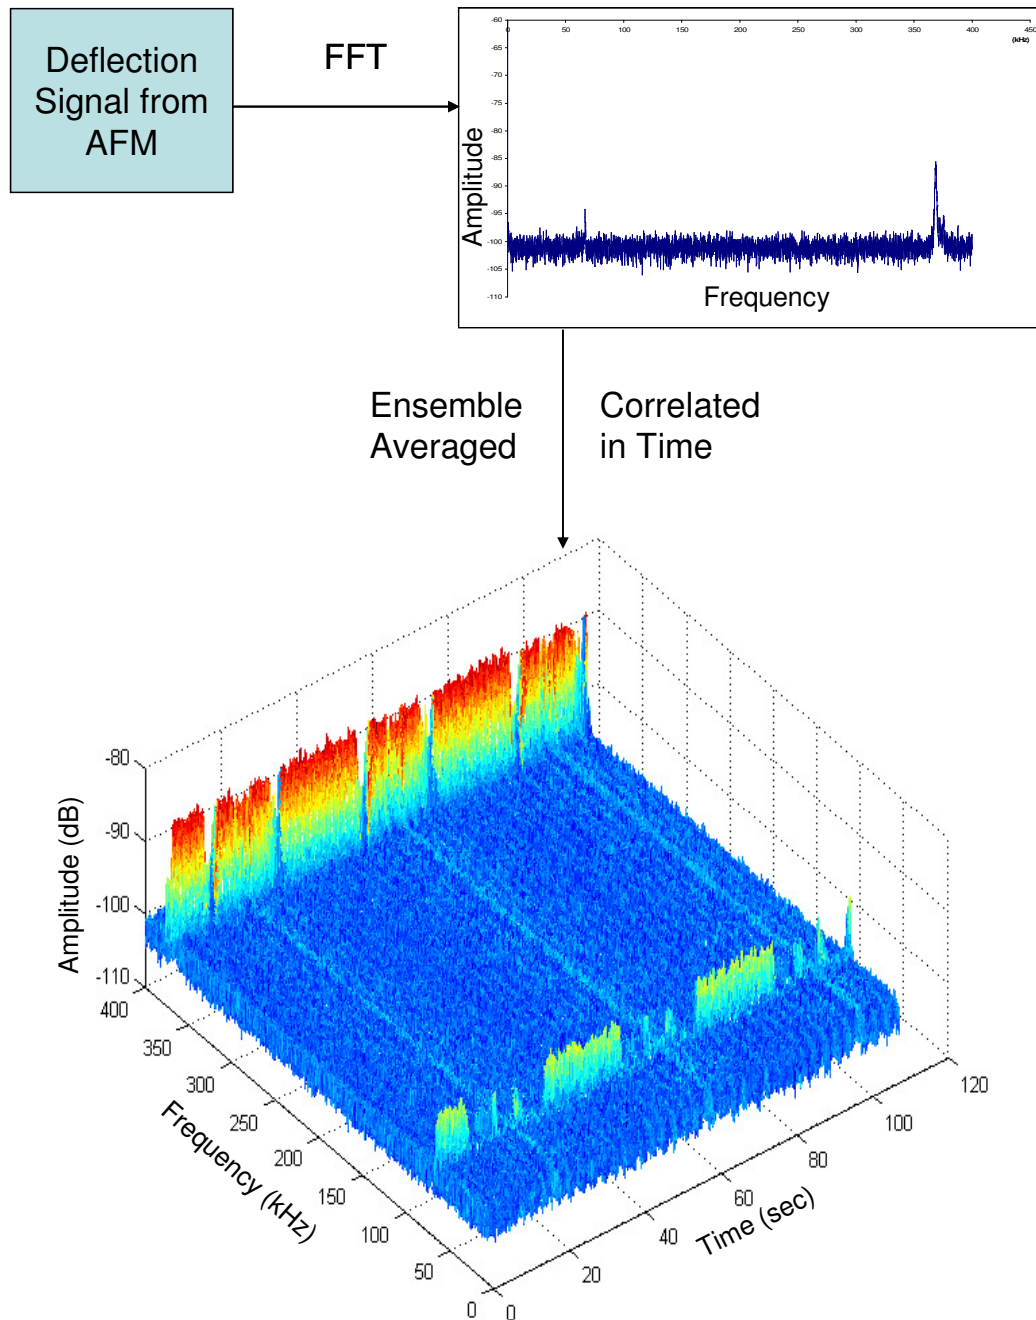 Deflection
Signal from
AFM
FFT
-60
-65
-70
-75
-80
-85
-90
-95
-100
-105
-110
0 50 100 150 200 250 300 350 400 450
(kHz)
Amplitude
Frequency
Ensemble
Averaged
Correlated
in Time
-80
-90
-100
-110
Amplitude (dB)
400
350
300
250
200
150
100
50
0
Frequency (kHz)
0
20
40
60
80
100
120
Time (sec)